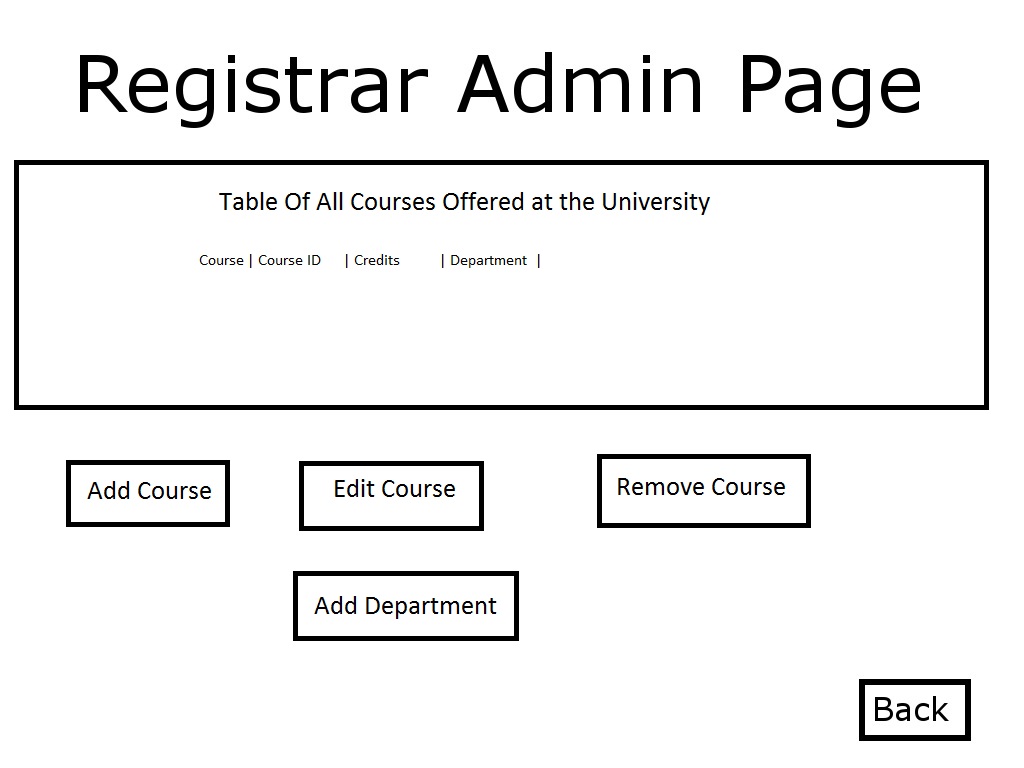 Registrar Admin Page
Table Of All Courses Offered at the University
Course | Course ID | Credits | Department |
Add Course
Edit Course
Remove Course
Add Department
Back